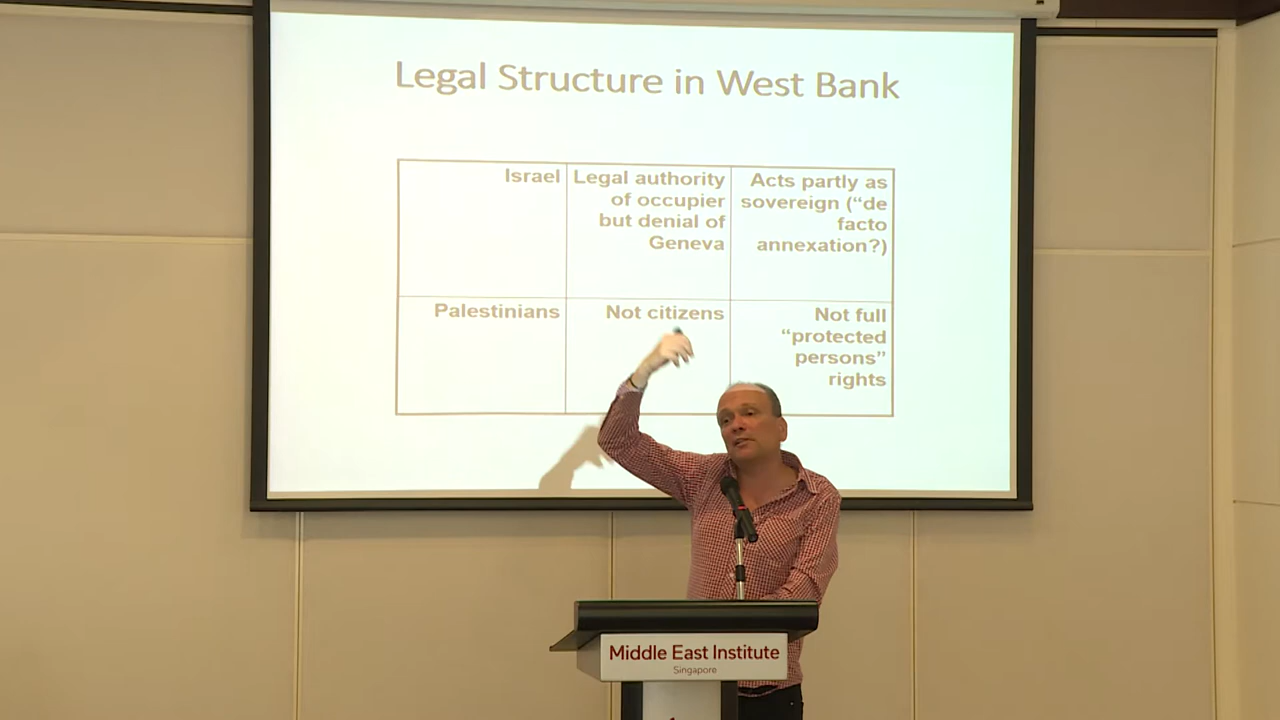 Legal Structure in West Bank
Israel
Legal authority
of occupier
but denial of
Geneva
Acts partly as
sovereign (“de
facto
annexation?)
Palestinians
Not citizens
Not full
“protected
persons”
rights
Middle East Institute
Singapore